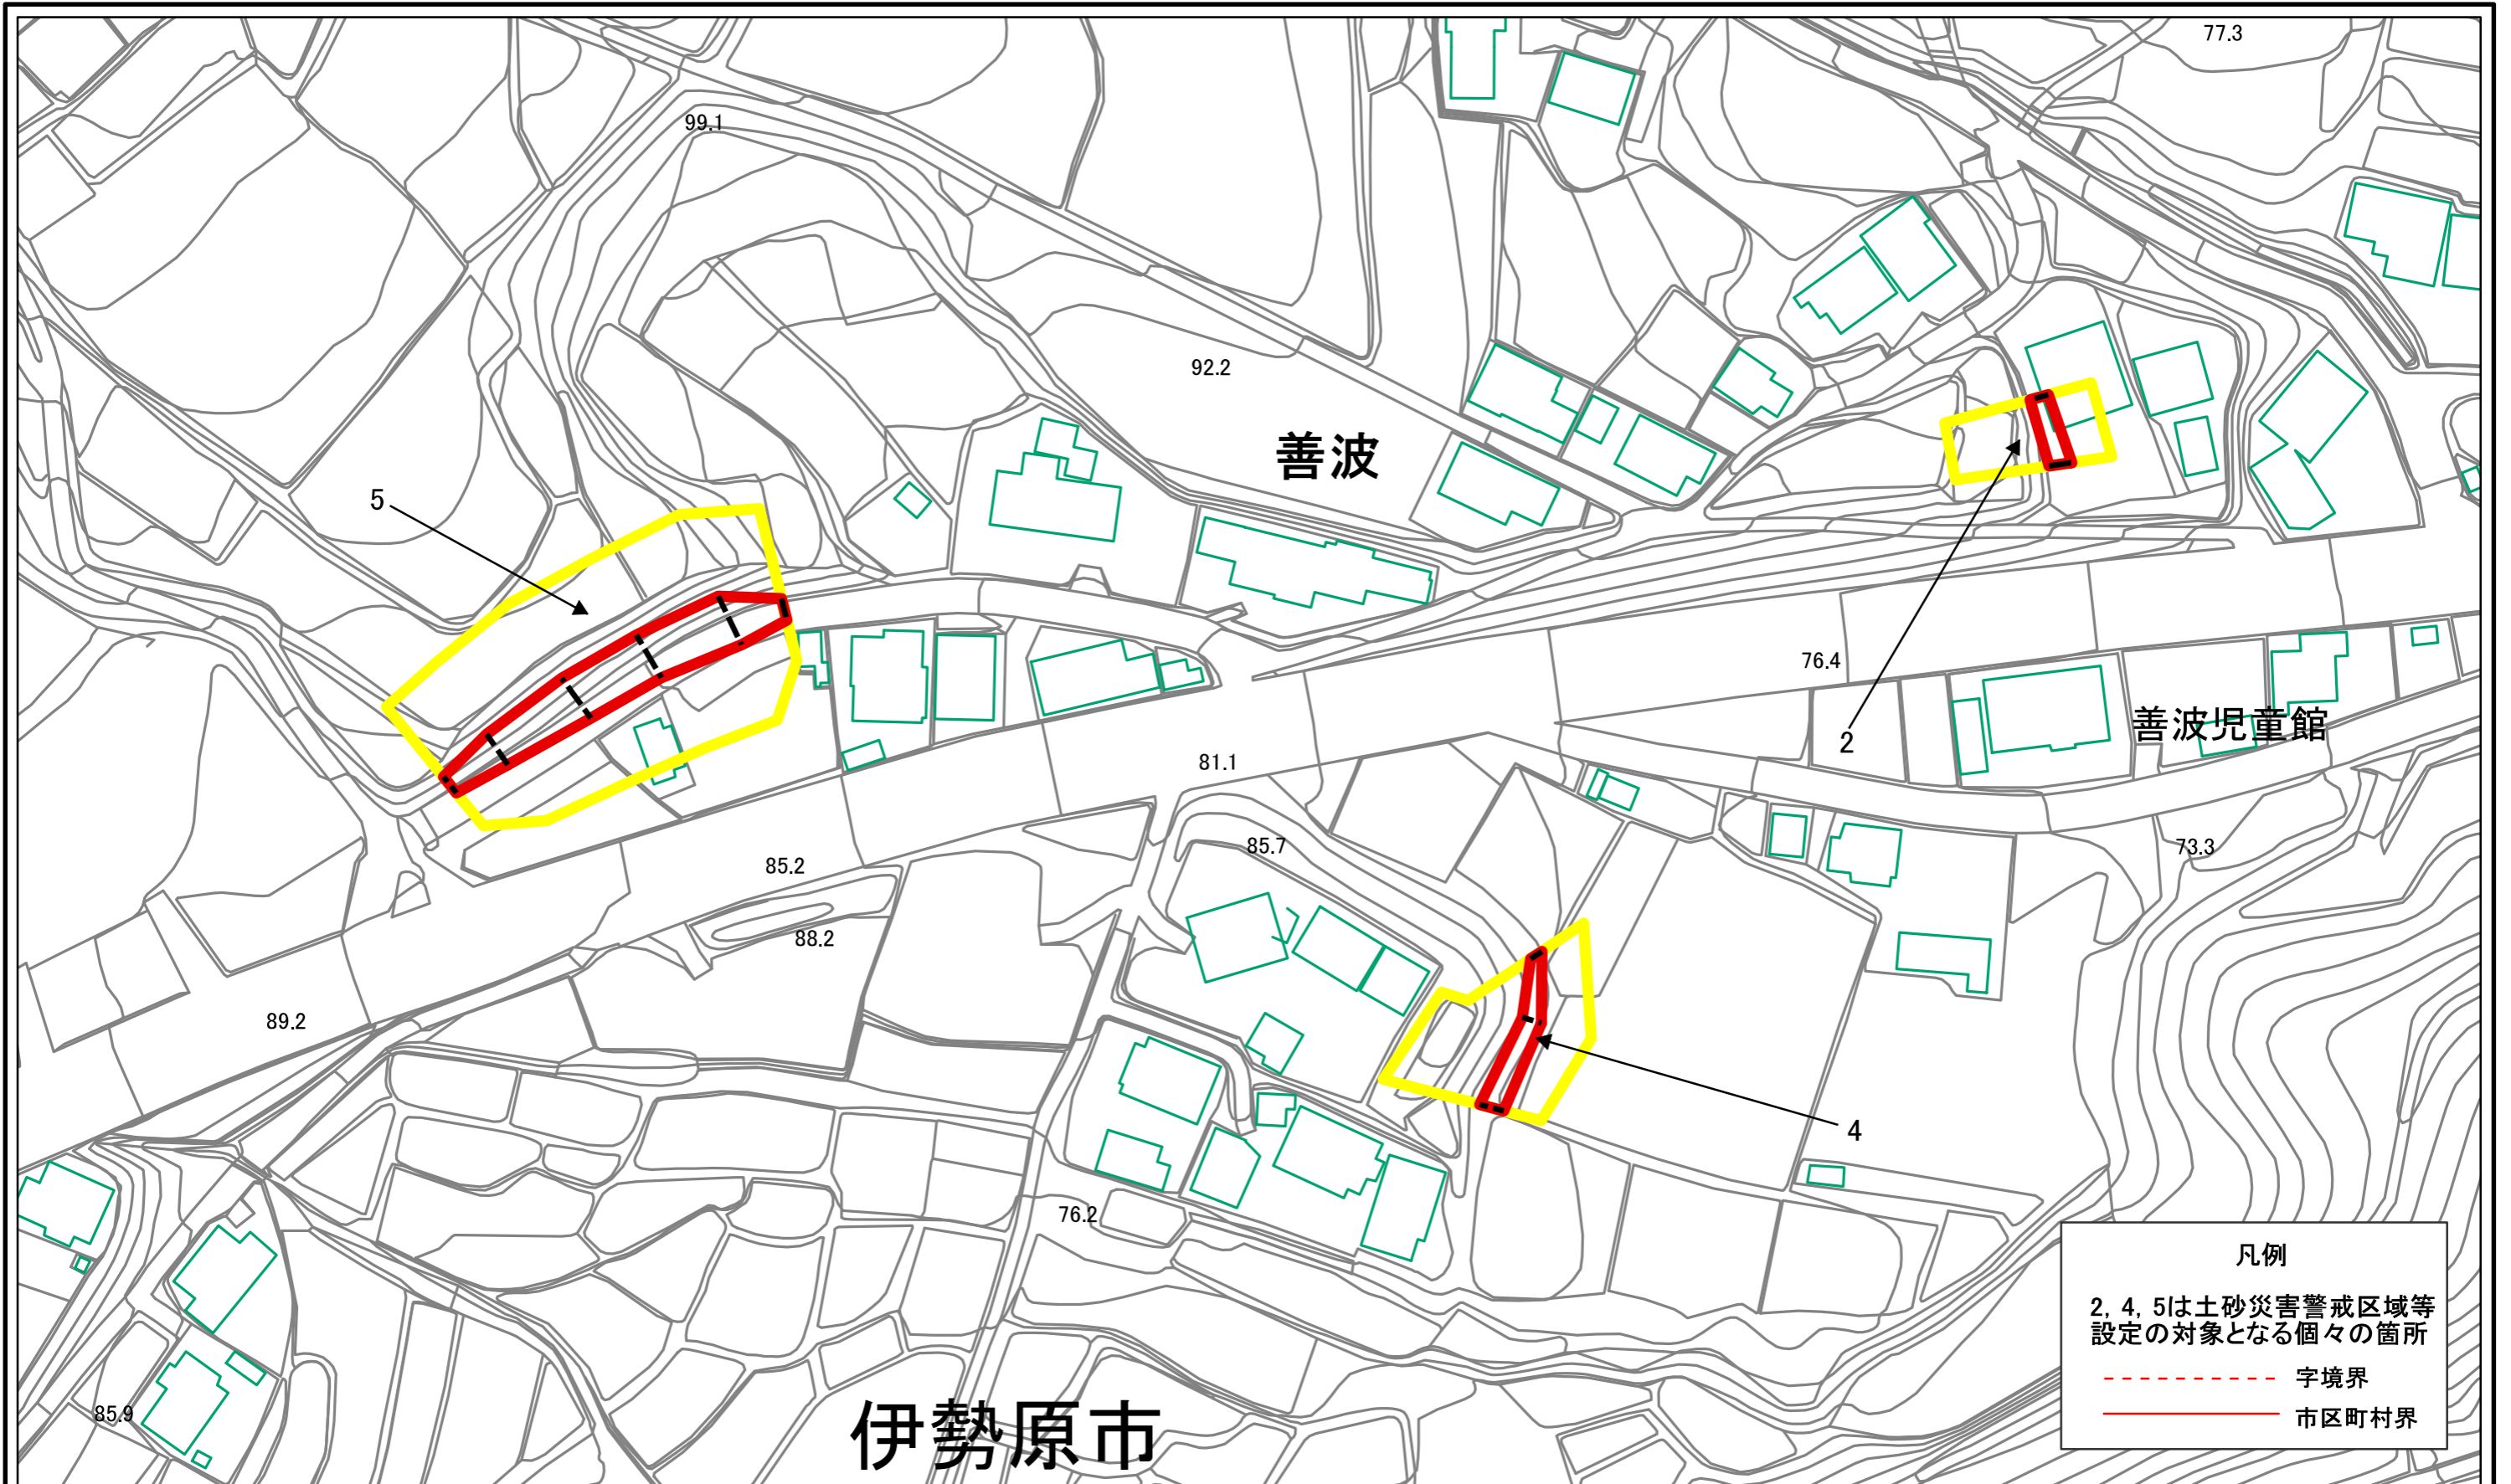 77.3
99.1
92.2
善波
5
76.4
2
善波児童館
81.1
85.7
73.3
85.2
88.2
89.2
4
76.2
85.9
伊勢原市
凡例
2, 4, 5は土砂災害警戒区域等
設定の対象となる個々の箇所
字境界
市区町村界